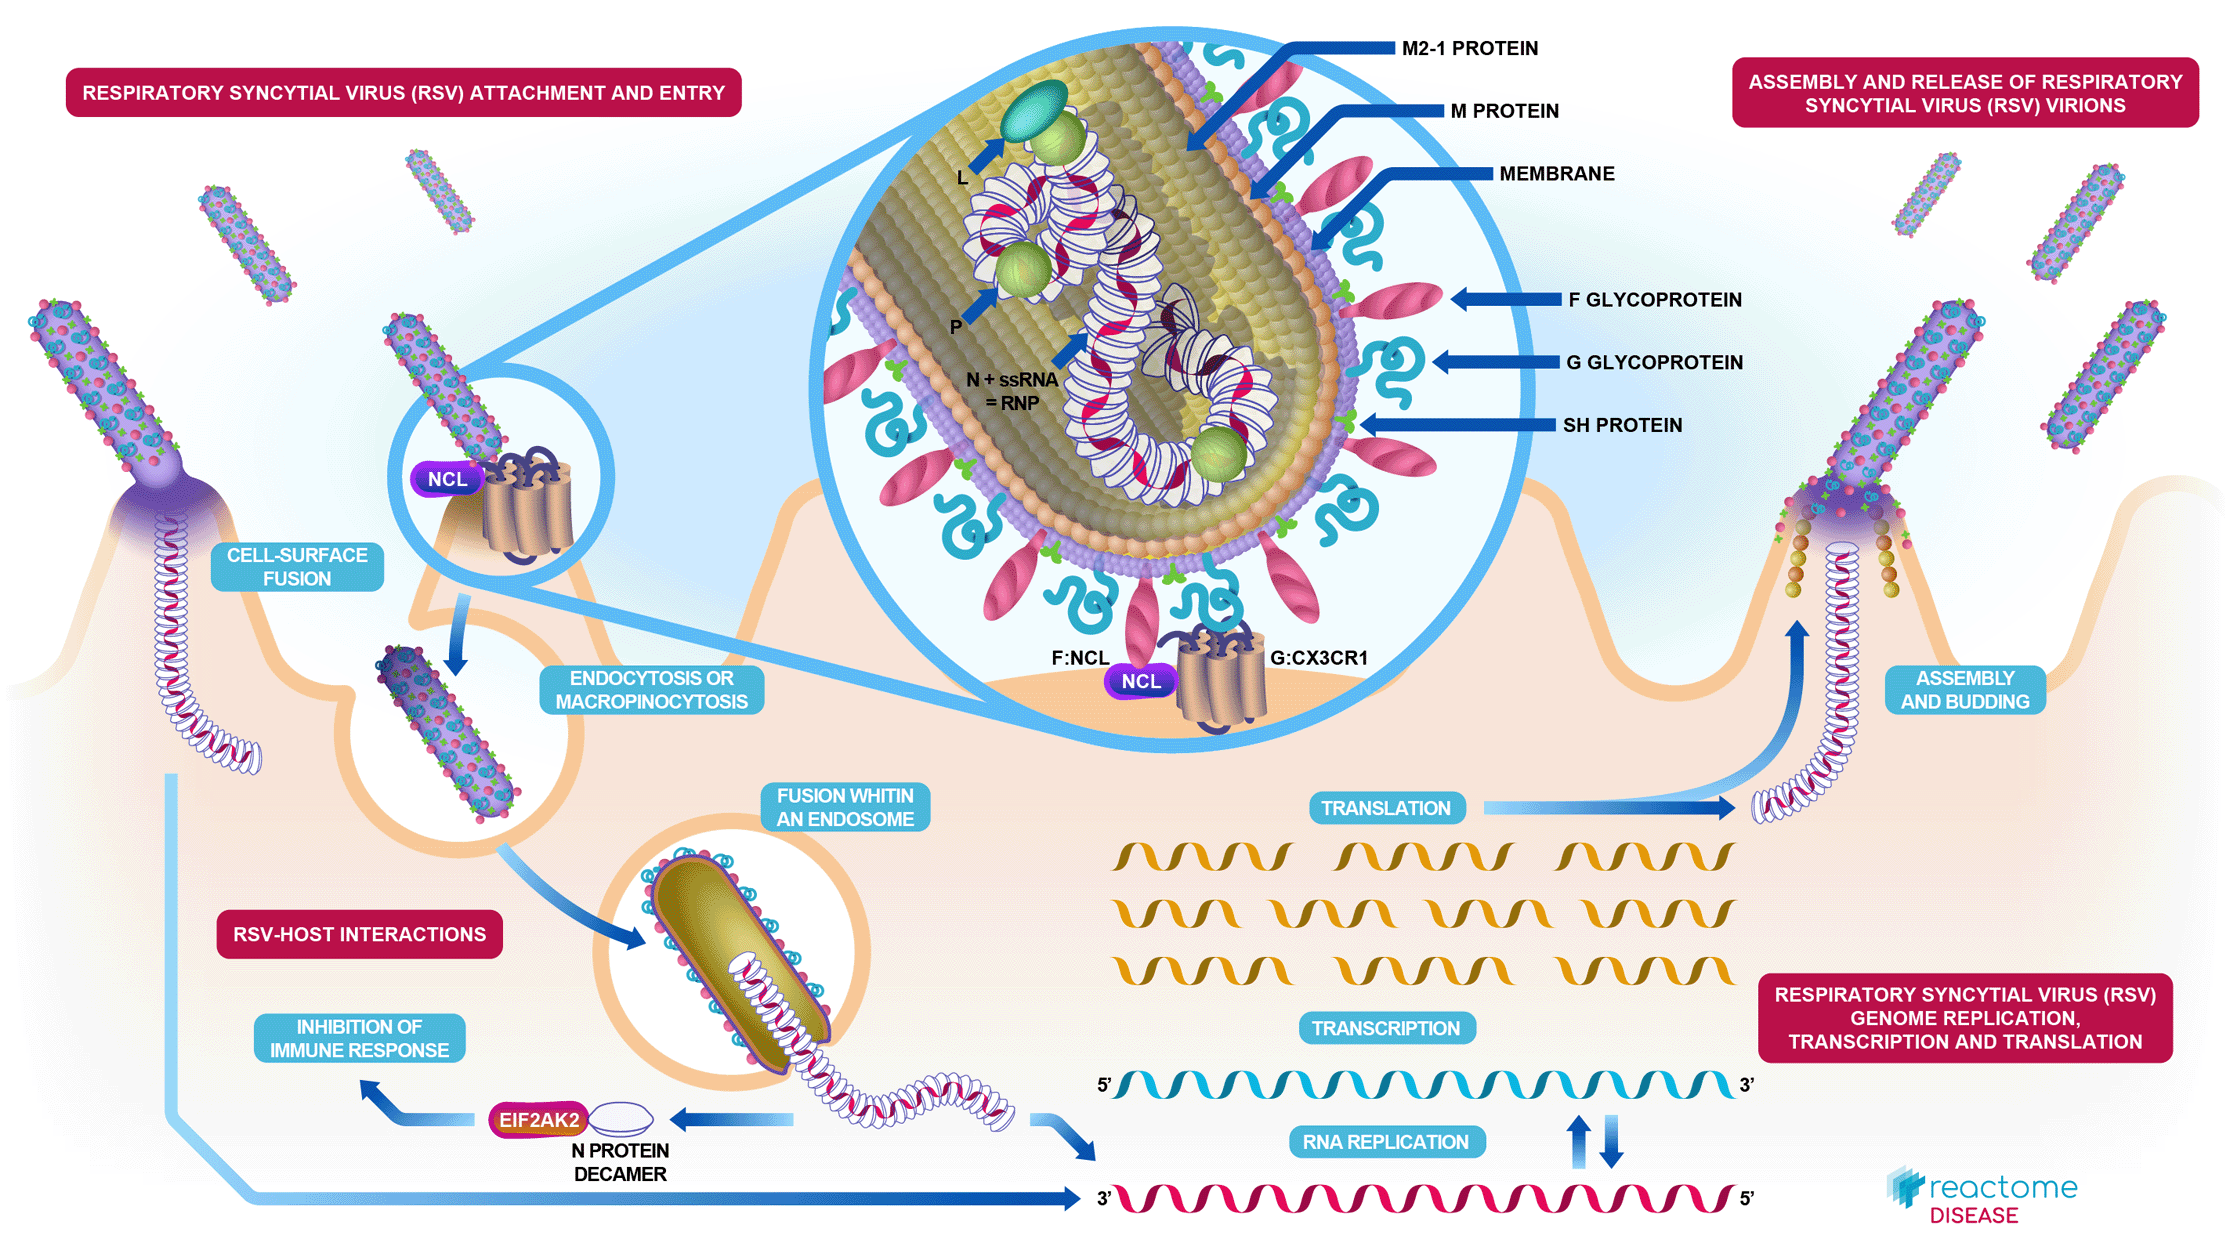 RESPIRATORY SYNCYTIAL VIRUS (RSV) ATTACHMENT AND ENTRY
ASSEMBLY AND RELEASE OF RESPIRATORY
SYNCYTIAL VIRUS (RSV) VIRIONS
M2-1 PROTEIN
M PROTEIN
MEMBRANE
F GLYCOPROTEIN
G GLYCOPROTEIN
SH PROTEIN
L
P
N + ssRNA
= RNP
NCL
F:NCL
G:CX3CR1
NCL
CELL-SURFACE
FUSION
ENDOCYTOSIS OR
MACROPINOCYTOSIS
ASSEMBLY
AND BUDDING
FUSION WHITIN
AN ENDOSOME
TRANSLATION
RSV-HOST INTERACTIONS
INHIBITION OF
IMMUNE RESPONSE
EIF2AK2
N PROTEIN
DECAMER
TRANSCRIPTION
RESPIRATORY SYNCYTIAL VIRUS (RSV)
GENOME REPLICATION,
TRANSCRIPTION AND TRANSLATION
5’ 3’
RNA REPLICATION
3’ 5’
reactome
DISEASE